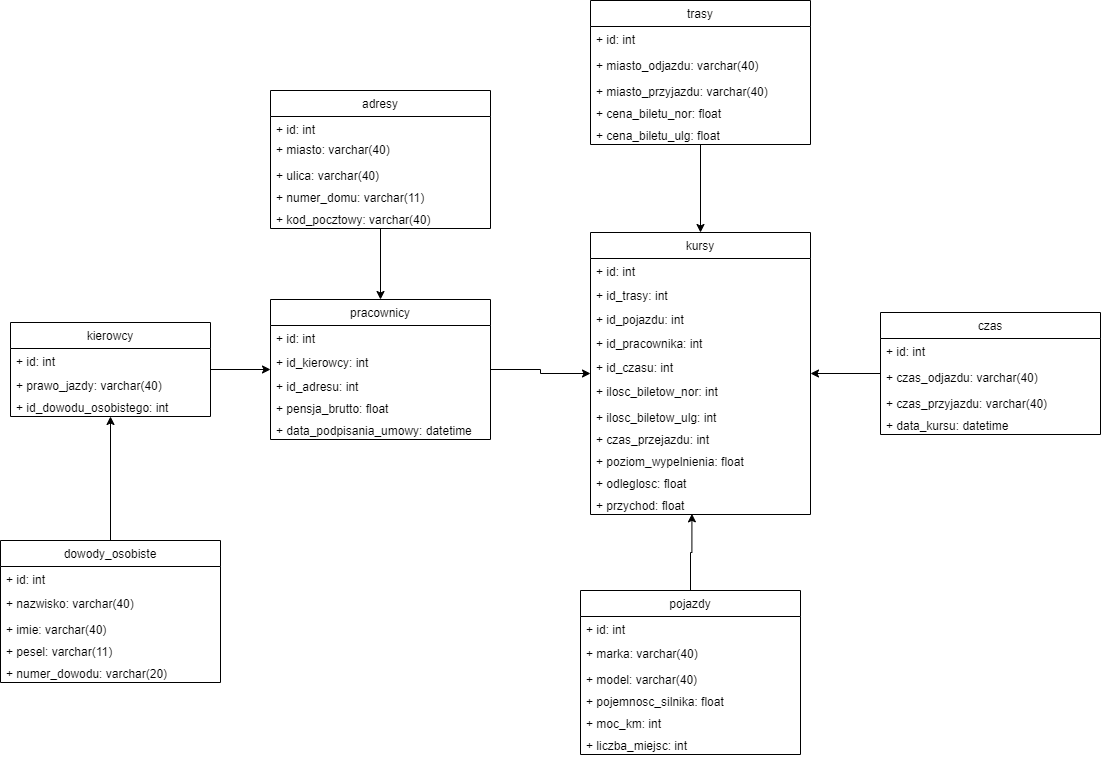 trasy
+ id: int
+ miasto_odjazdu: varchar(40)
+ miasto_przyjazdu: varchar(40)
+ cena_biletu_nor: float
+ cena_biletu_ulg: float
adresy
+ id: int
+ miasto: varchar(40)
+ ulica: varchar(40)
+ numer_domu: varchar(11)
+ kod_pocztowy: varchar(40)
kursy
+ id: int
+ id_trasy: int
+ id_pojazdu: int
+ id_pracownika: int
+ id_czasu: int
+ ilosc_biletow_nor: int
+ ilosc_biletow_ulg: int
+ czas_przejazdu: int
+ poziom_wypelnienia: float
+ odleglosc: float
+ przychod: float
pracownicy
+ id: int
+ id_kierowcy: int
+ id_adresu: int
+ pensja_brutto: float
+ data_podpisania_umowy: datetime
kierowcy
+ id: int
+ prawo_jazdy: varchar(40)
+ id_dowodu_osobistego: int
czas
+ id: int
+ czas_odjazdu: varchar(40)
+ czas_przyjazdu: varchar(40)
+ data_kursu: datetime
dowody_osobiste
+ id: int
+ nazwisko: varchar(40)
+ imie: varchar(40)
+ pesel: varchar(11)
+ numer_dowodu: varchar(20)
pojazdy
+ id: int
+ marka: varchar(40)
+ model: varchar(40)
+ pojemnosc_silnika: float
+ moc_km: int
+ liczba_miejsc: int